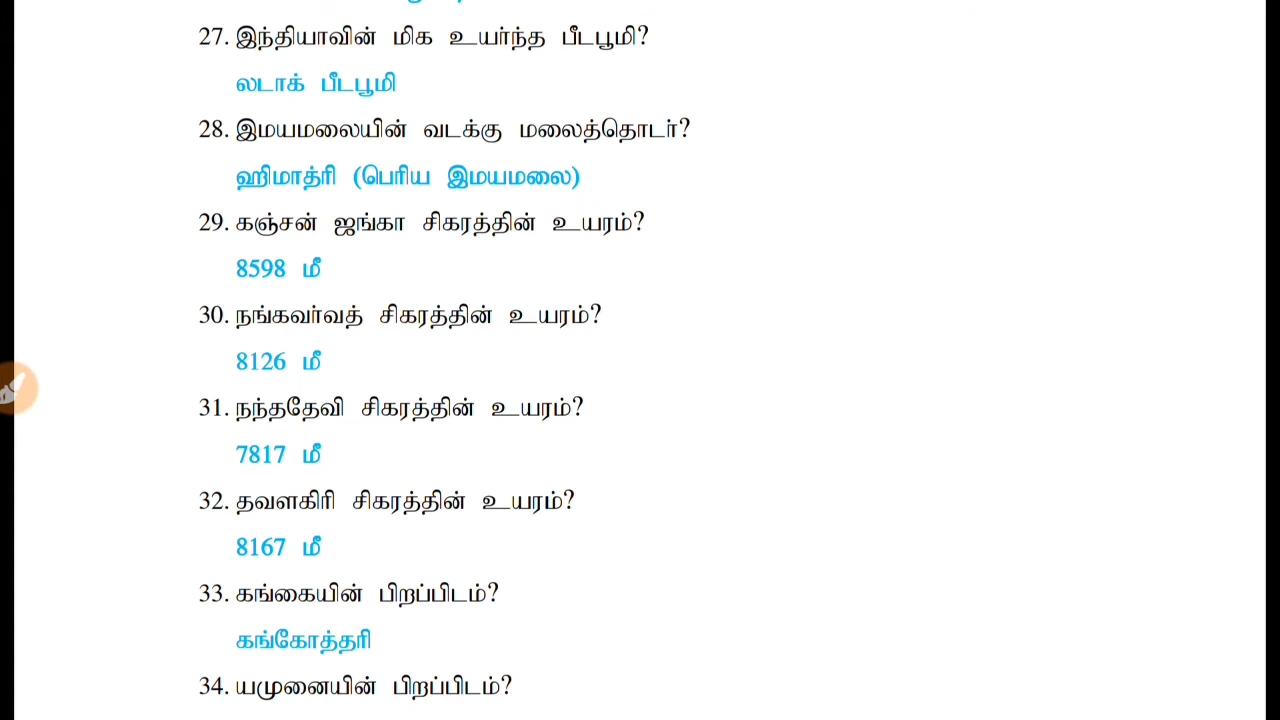 27. இந்தியாவின் மிக உயர்ந்த பீடபூமி?
லடாக் பீடபூமி
28. இமயமலையின் வடக்கு மலைத்தொடர்?
ஹிமாத்ரி (பெரிய இமயமலை)
29. கஞ்சன் ஜங்கா சிகரத்தின் உயரம்?
8598 மீ
30. நங்கவர்வத் சிகரத்தின் உயரம்?
8126 மீ
31. நந்ததேவி சிகரத்தின் உயரம்?
7817 மீ
32. தவளகிரி சிகரத்தின் உயரம்?
8167 மீ
33. கங்கையின் பிறப்பிடம்?
கங்கோத்தரி
34. யமுனையின் பிறப்பிடம்?